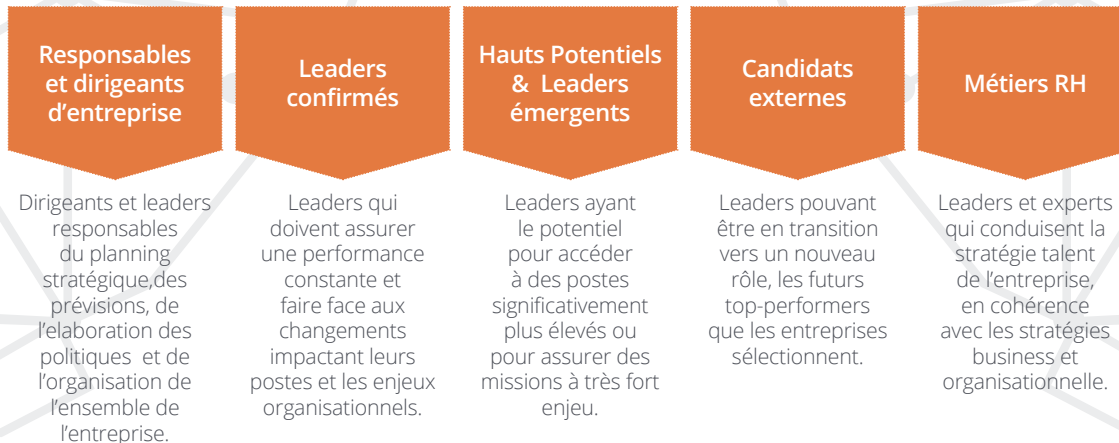 Responsables
et dirigeants
d’entreprise
Dirigeants et leaders
responsables
du planning
stratégique,des
prévisions, de
l’elaboration des
politiques et de
l’organisation de
l’ensemble de
l’entreprise.
Leaders
confirmés
Leaders qui
doivent assurer
une performance
constante et
faire face aux
changements
impactant leurs
postes et les enjeux
organisationnels.
Hauts Potentiels
& Leaders
émergents
Leaders ayant
le potentiel
pour accéder
à des postes
significativement
plus élevés ou
pour assurer des
missions à très fort
enjeu.
Candidats
externes
Leaders pouvant
être en transition
vers un nouveau
rôle, les futurs
top-performers
que les entreprises
sélectionnent.
Métiers RH
Leaders et experts
qui conduisent la
stratégie talent
de l’entreprise,
en cohérence
avec les stratégies
business et
organisationnelle.